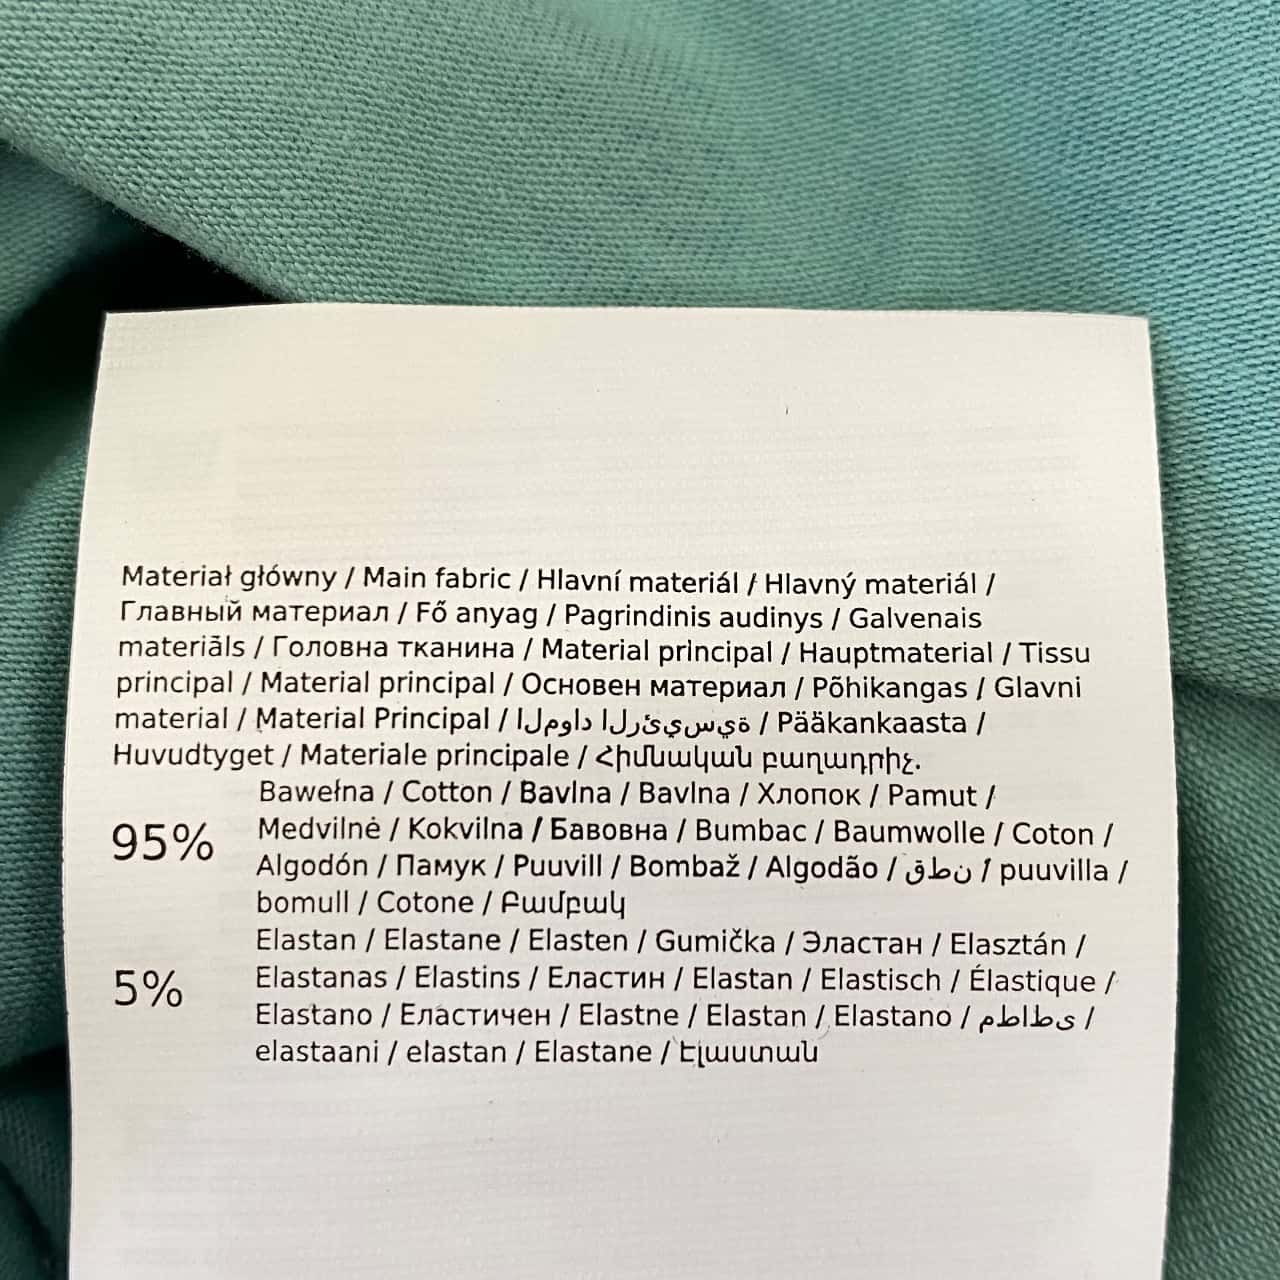 Materiał główny / Main fabric / Hlavní materiál / Hlavný materiál /
Главный материал / Fő anyag / Pagrindinis audinys / Galvenais
materiāls / Головна тканина / Material principal / Hauptmaterial / Tissu
principal / Material principal / Основен материал / Põhikangas / Glavni
material / Material Principal / المواد الرئيسية / Pääkankaasta /
Huvudtyget / Materiale principale / Հիմնական բաղադրիչ.
Bawełna / Cotton / Bavlna / Bavlna / Хлопок / Pamut /
95% Medvilnė / Kokvilna / Бавовна / Bumbac / Baumwolle / Coton /
Algodón / Памук / Puuvill / Bombaž / Algodão / قطن / puuvilla /
bomull / Cotone / Բամբակ
Elastan / Elastane / Elasten / Gumička / Эластан / Elasztán /
5% Elastanas / Elastins / Еластин / Elastan / Elastisch / Élastique /
Elastano / Еластичен / Elastne / Elastan / Elastano / مطاطى /
elastaani / elastan / Elastane / Էլաստան